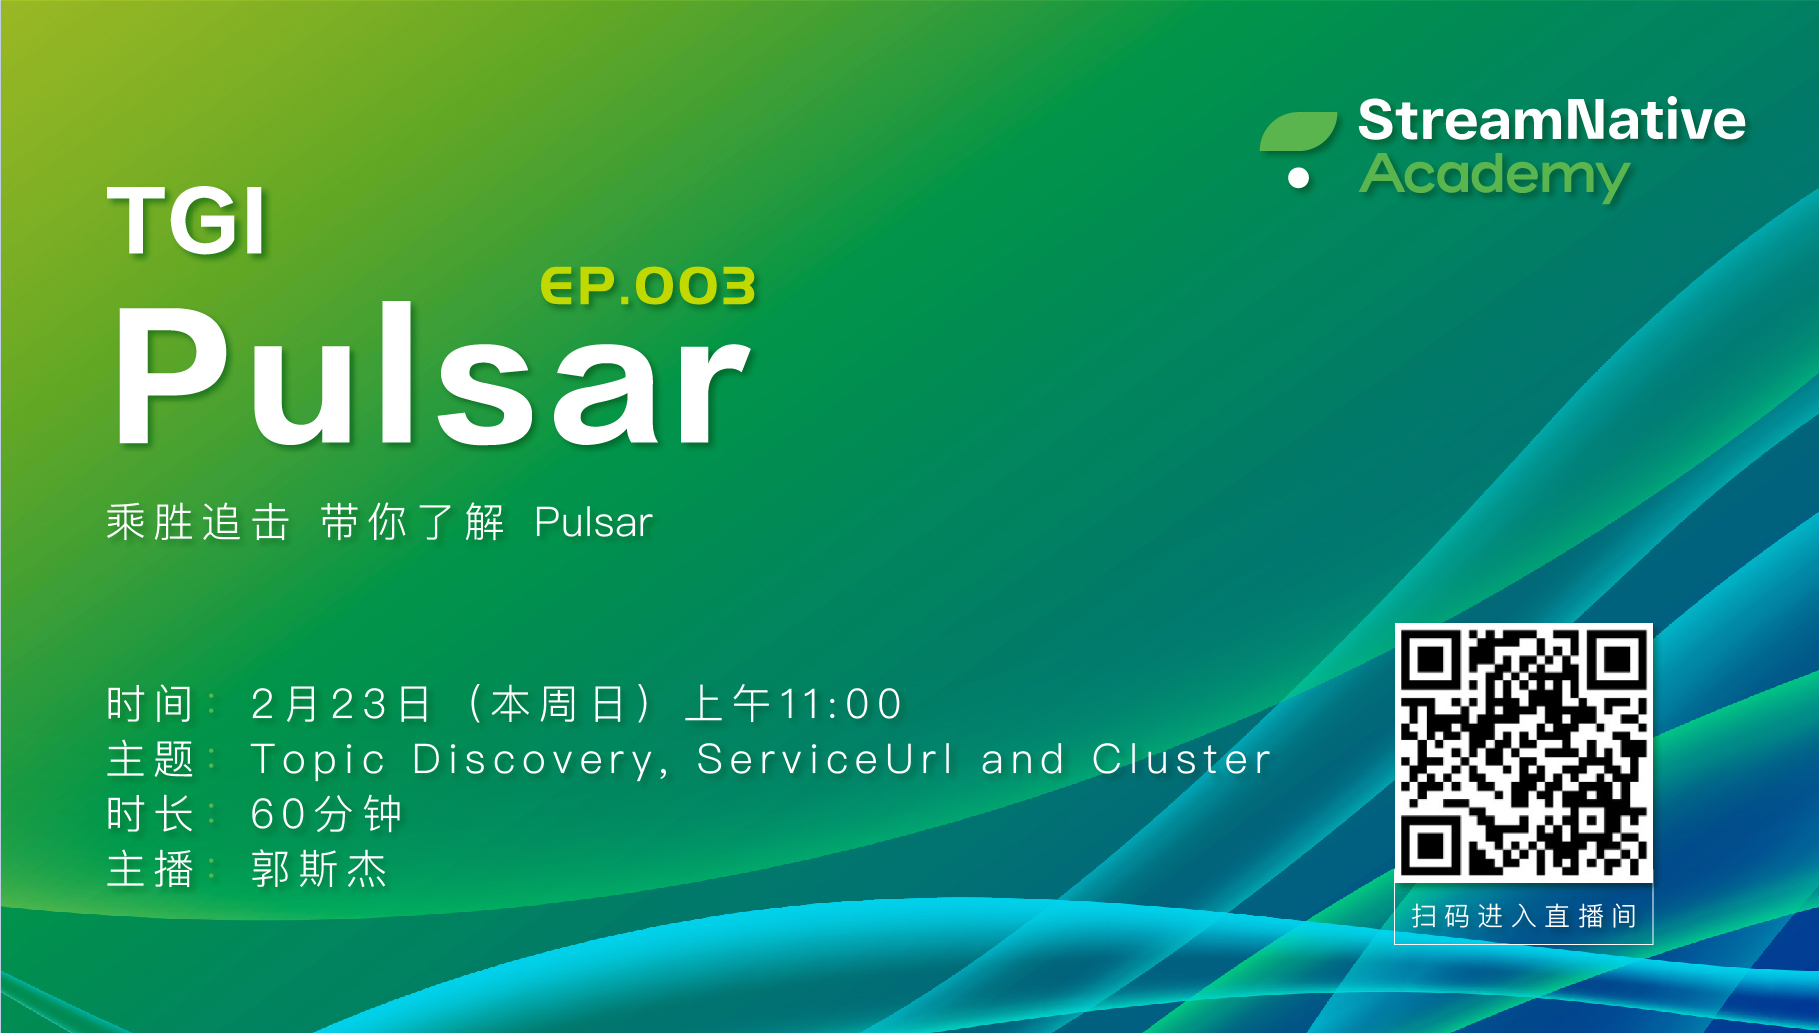 StreamNative
Academy
TGI
EP.003
Pulsar
乘胜追击 带你了解 Pulsar
时间： 2月23日（本周日）上午11:00
主题： Topic Discovery, ServiceUrl and Cluster
时长： 60分钟
主播： 郭斯杰
扫码进入直播间